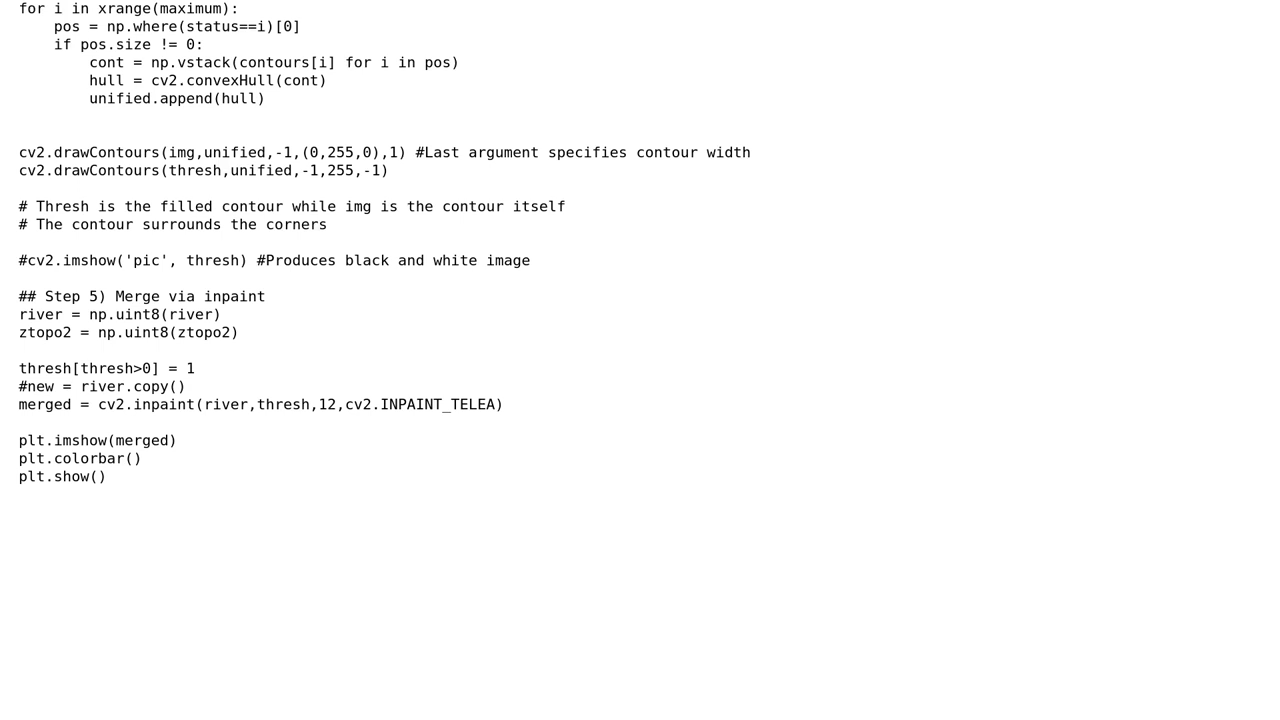 for i in xrange(maximum):
    pos = np.where(status==i)[0]
    if pos.size != 0:
        cont = np.vstack(contours[i] for i in pos)
        hull = cv2.convexHull(cont)
        unified.append(hull)


cv2.drawContours(img,unified,-1,(0,255,0),1) #Last argument specifies contour width
cv2.drawContours(thresh,unified,-1,255,-1)

# Thresh is the filled contour while img is the contour itself
# The contour surrounds the corners

#cv2.imshow('pic', thresh) #Produces black and white image

## Step 5) Merge via inpaint
river = np.uint8(river)
ztopo2 = np.uint8(ztopo2)

thresh[thresh>0] = 1
#new = river.copy()
merged = cv2.inpaint(river,thresh,12,cv2.INPAINT_TELEA)

plt.imshow(merged)
plt.colorbar()
plt.show()